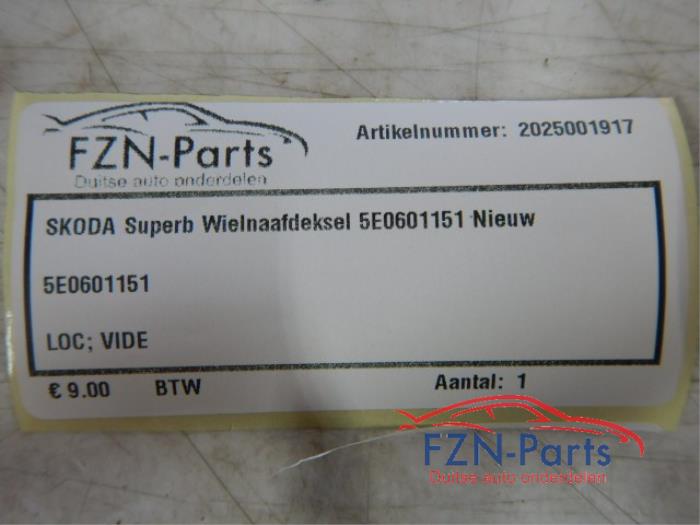 FZN-Parts
Duitse auto onderdelen
Artikelnummer: 2025001917
SKODA Superb Wielnaafdeksel 5E0601151 Nieuw
5E0601151
LOC; VIDE
€ 9.00 BTW Aantal: 1
FZN-Parts
Duitse auto onderdelen